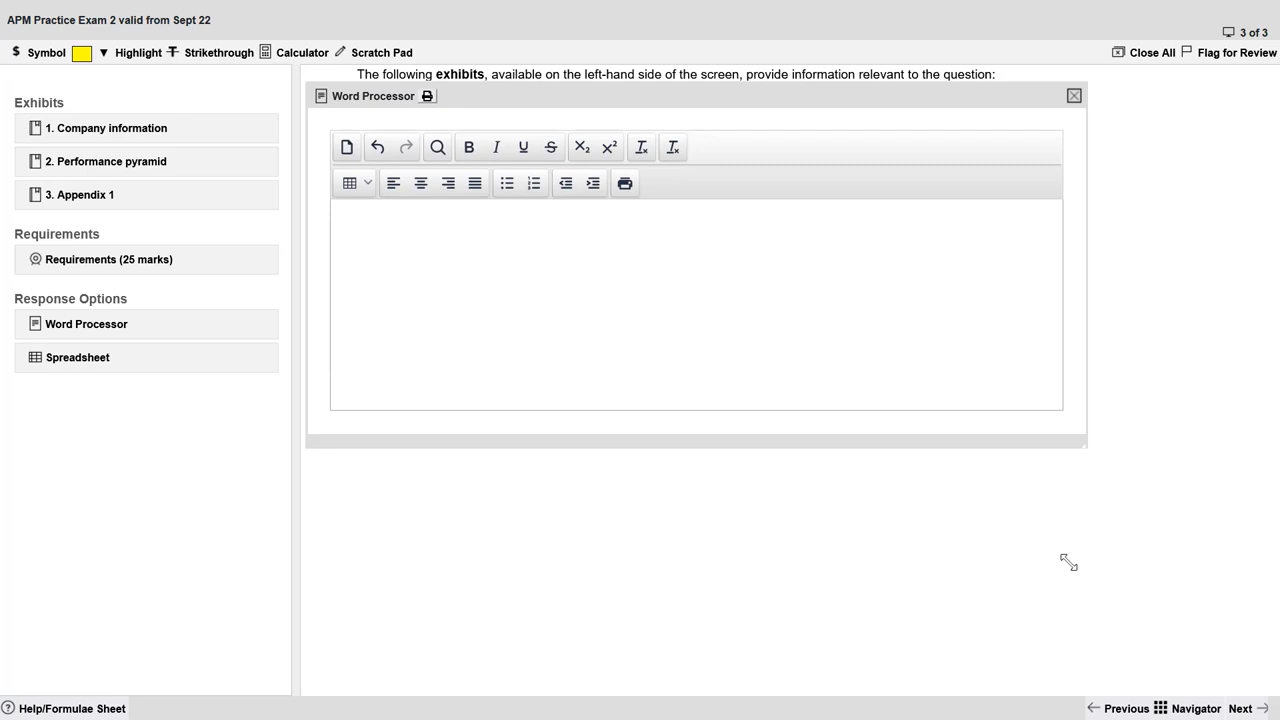 APM Practice Exam 2 valid from Sept 22
3 of 3
$ Symbol Highlight Strikethrough Calculator Scratch Pad Close All Flag for Review
The following exhibits, available on the left-hand side of the screen, provide information relevant to the question:
Word Processor
Exhibits
1. Company information
2. Performance pyramid
3. Appendix 1
Requirements
Requirements (25 marks)
Response Options
Word Processor
Spreadsheet
Help/Formulae Sheet
Previous Navigator Next